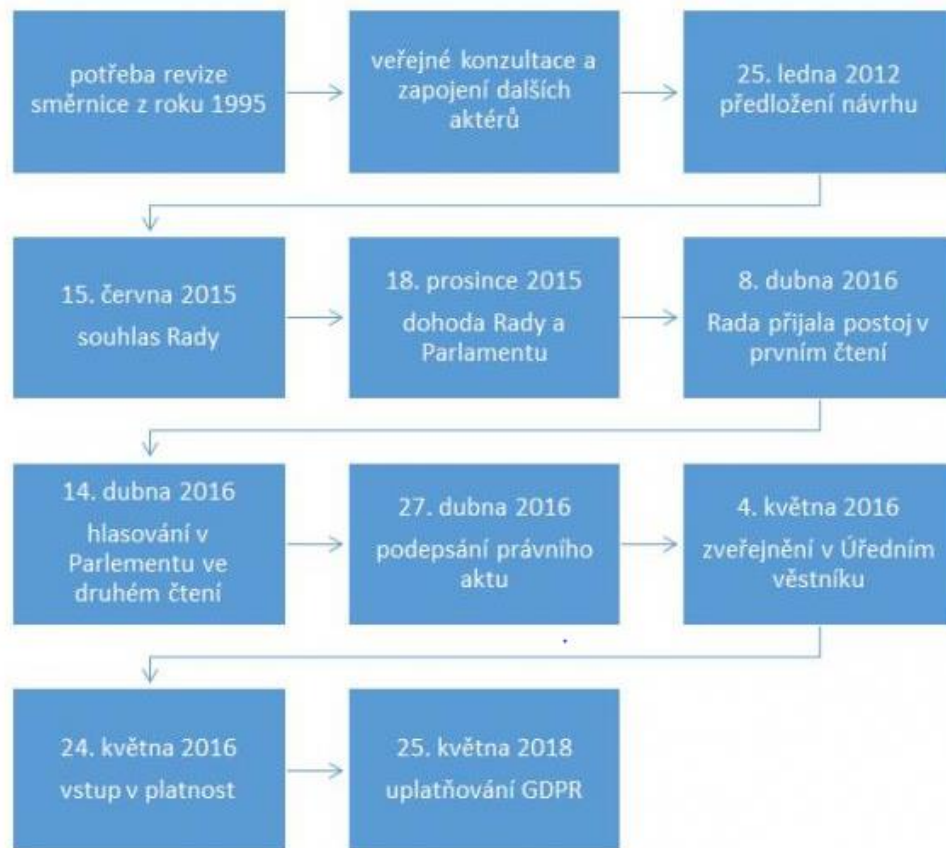 potřeba revize
směrnice z roku 1995
veřejné konzultace a
zapojení dalších
aktérů
25. ledna 2012
předložení návrhu
15. června 2015
souhlas Rady
18. prosince 2015
dohoda Rady a
Parlamentu
8. dubna 2016
Rada přijala postoj v
prvním čtení
14. dubna 2016
hlasování v
Parlementu ve
druhém čtení
27. dubna 2016
podepsání právního
aktu
4. května 2016
zveřejnění v Úředním
věstníku
24. května 2016
vstup v platnost
25. května 2018
uplatňování GDPR